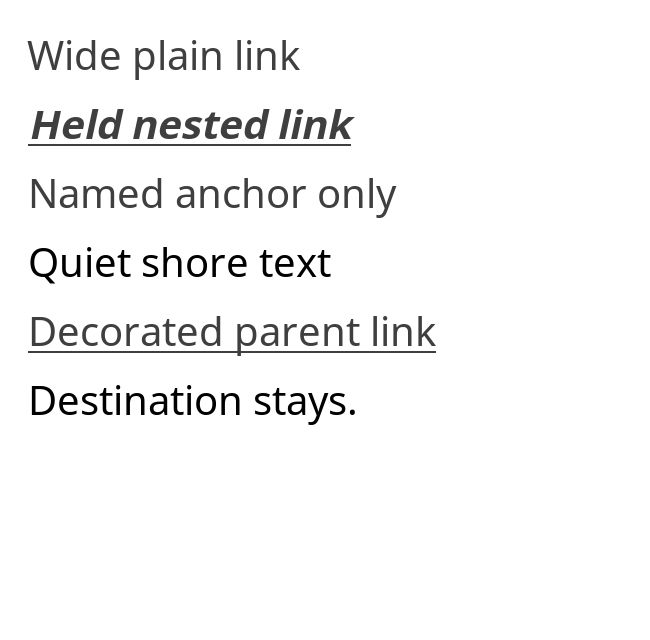 Wide plain link
Held nested link
Named anchor only
Quiet shore text
Decorated parent link
Destination stays.